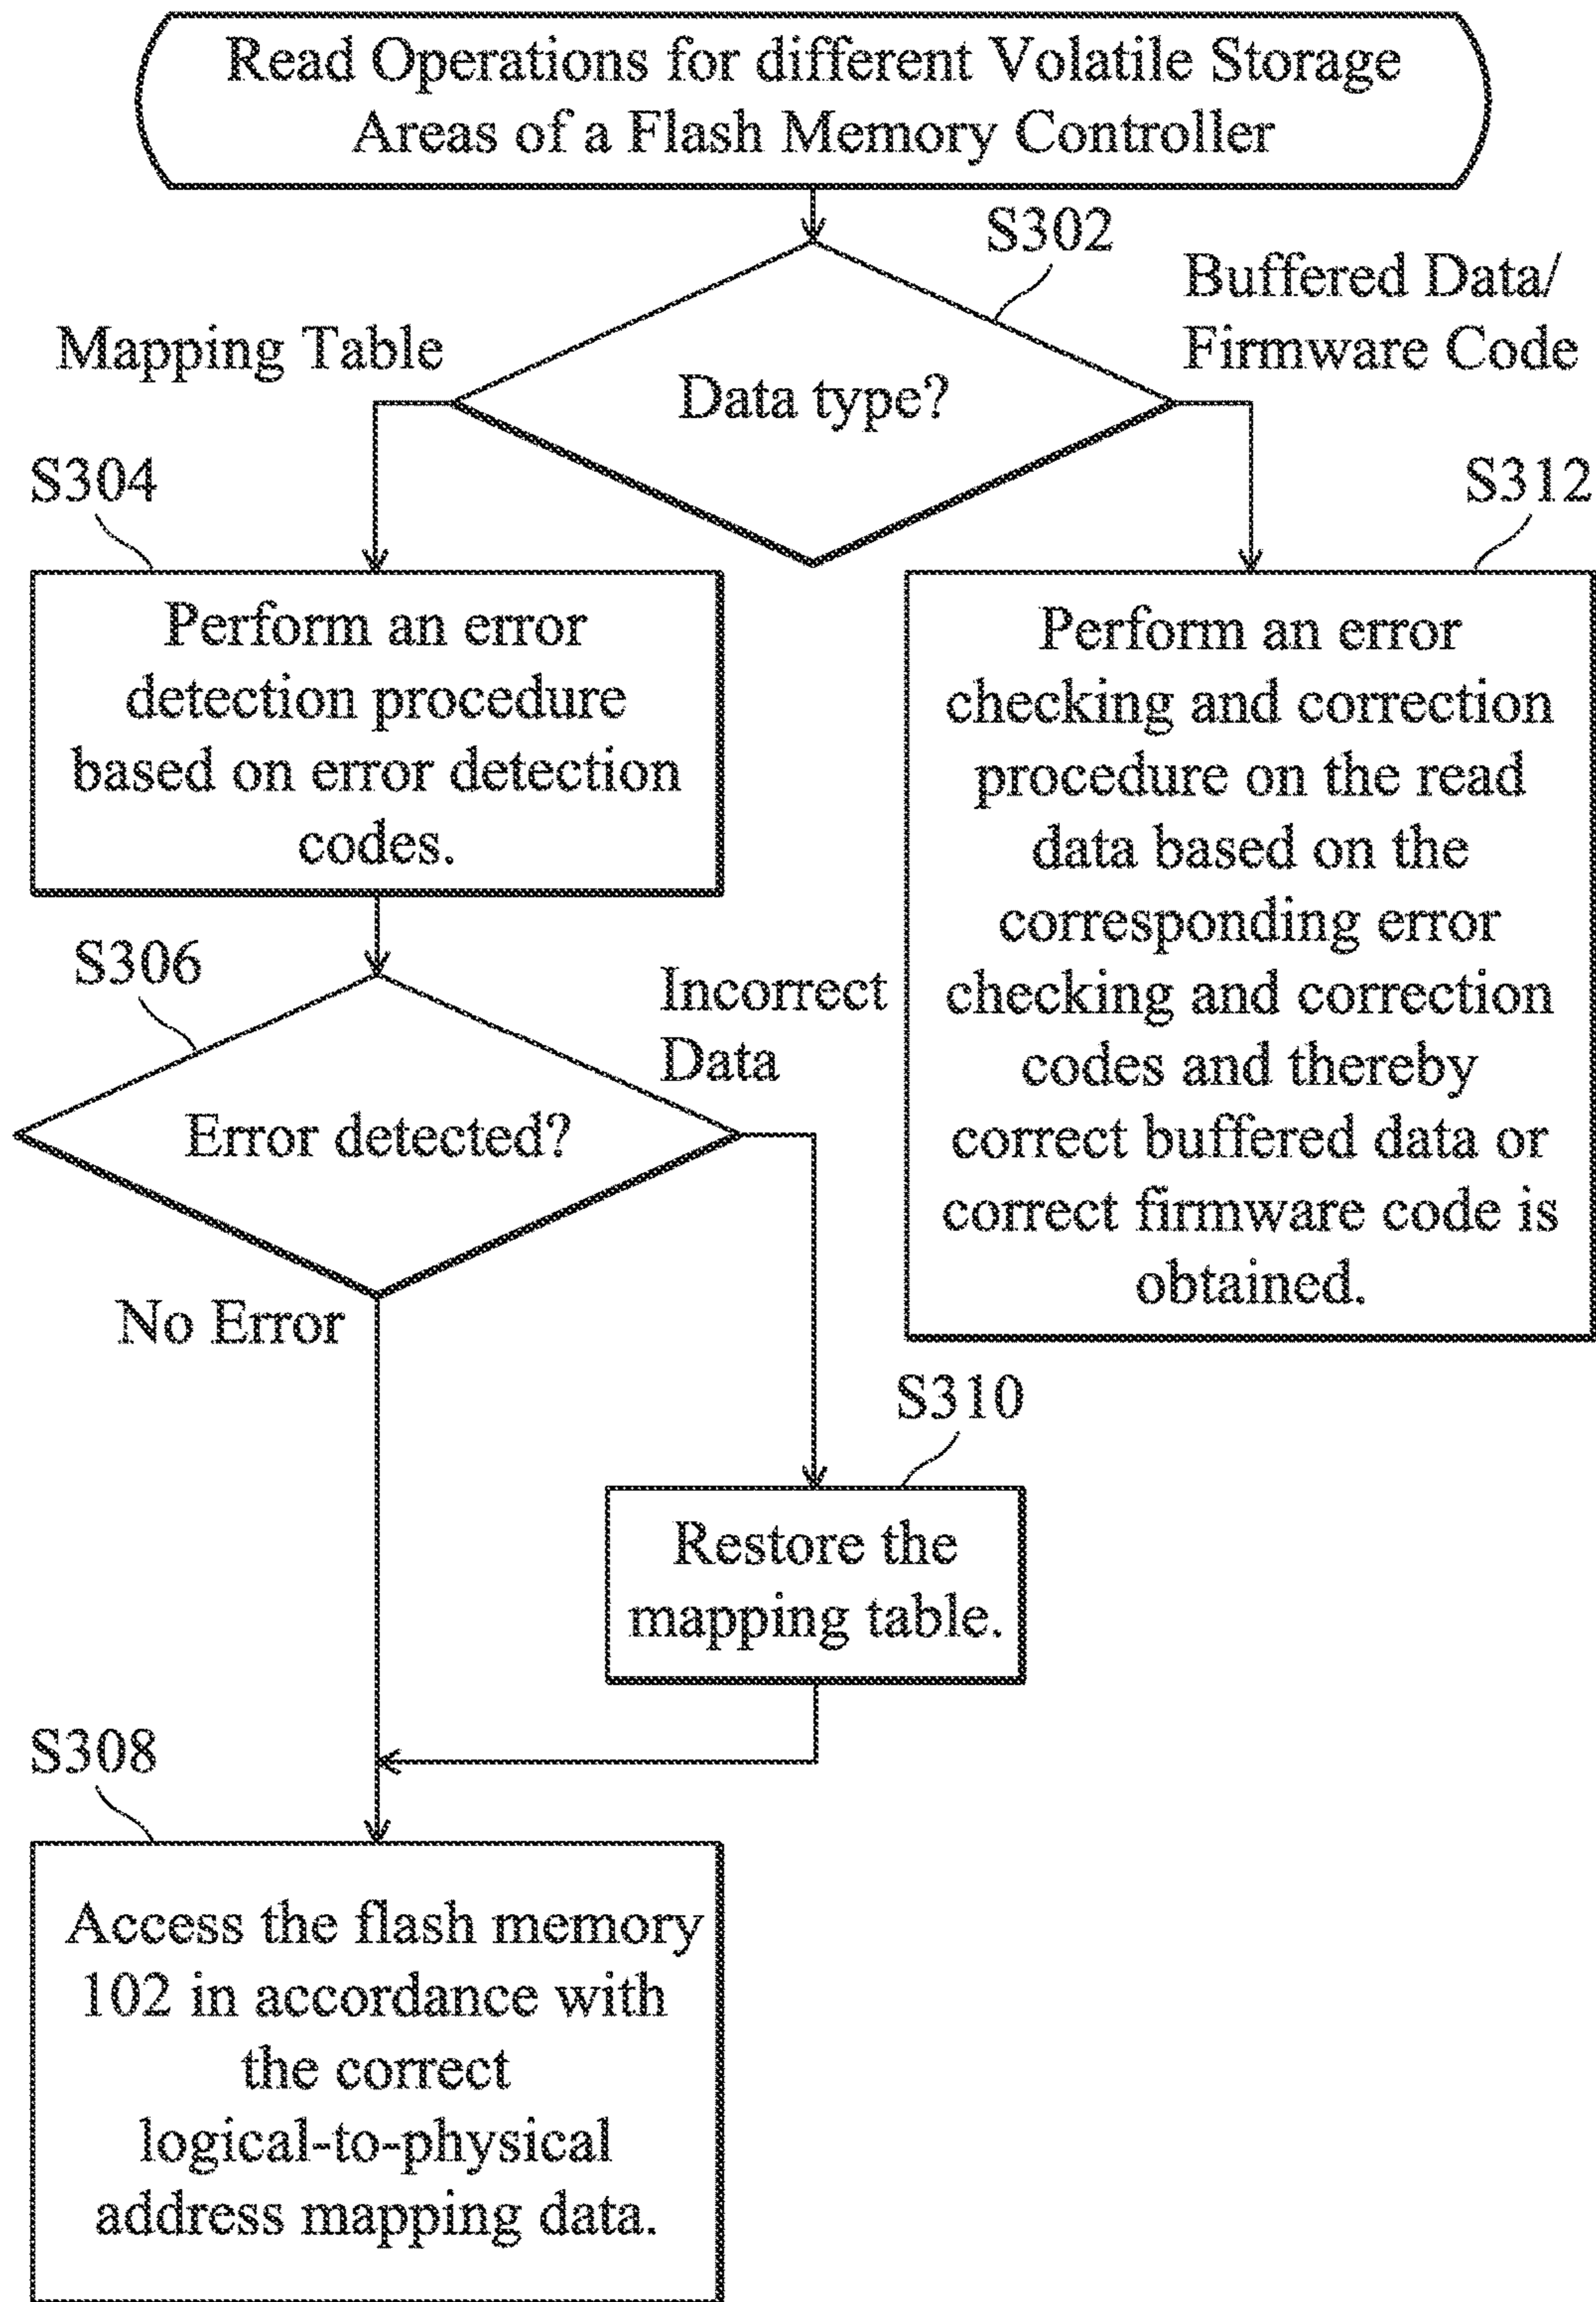 Read Operations for different Volatile Storage
Areas of a Flash Memory Controller
S302
Buffered Data/
Firmware Code
Mapping Table
Data type?
S304
S312
Perform an error
detection procedure
based on error detection
codes.
Perform an error
checking and correction
procedure on the read
data based on the
corresponding error
checking and correction
codes and thereby
correct buffered data or
correct firmware code is
obtained.
S306
Incorrect
Data
Error detected?
No Error
S310
Restore the
mapping table.
S308
Access the flash memory
102 in accordance with
the correct
logical-to-physical
address mapping data.